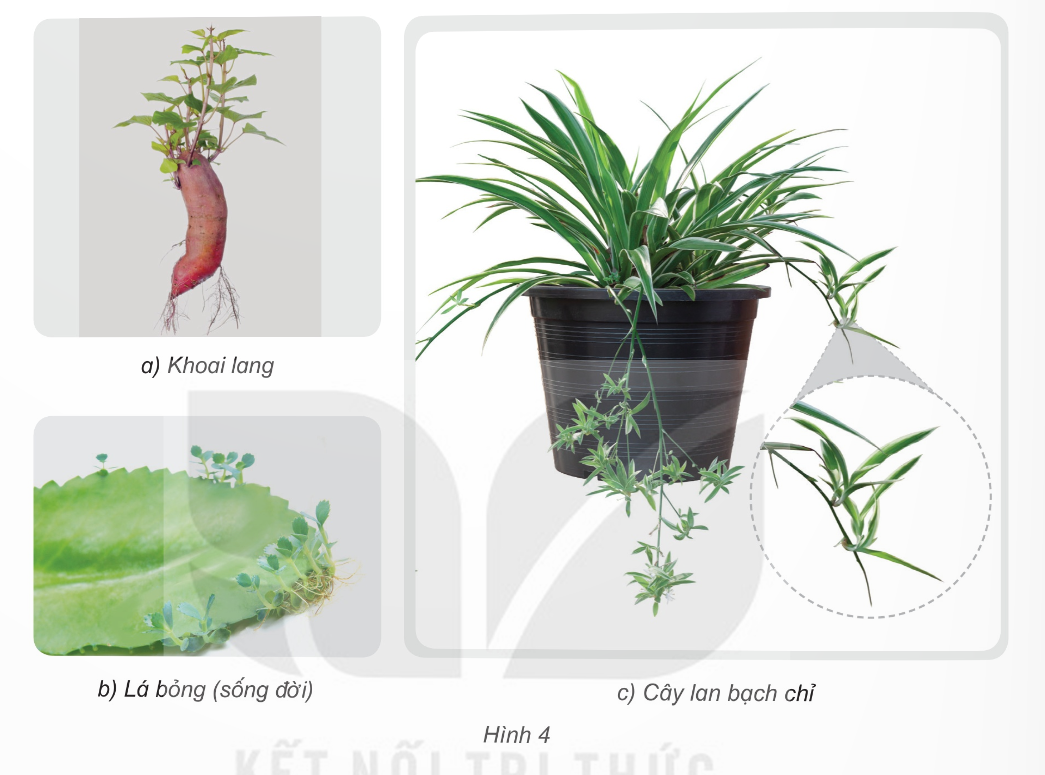 a) Khoai lang
b) Lá bỏng (sống đời)
c) Cây lan bạch chỉ
Hình 4
KẾT NỐI TRI THỨC